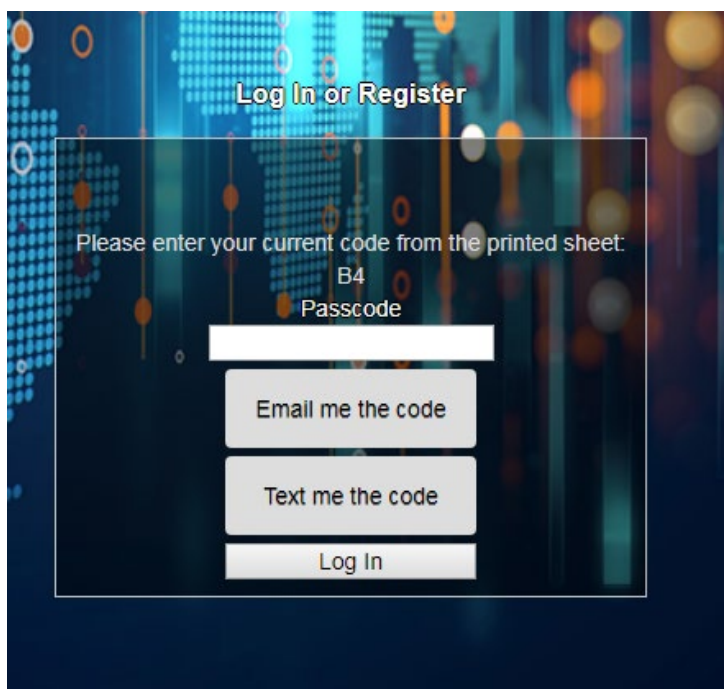 Log In or Register
Please enter your current code from the printed sheet:
B4
Passcode
Email me the code
Text me the code
Log In